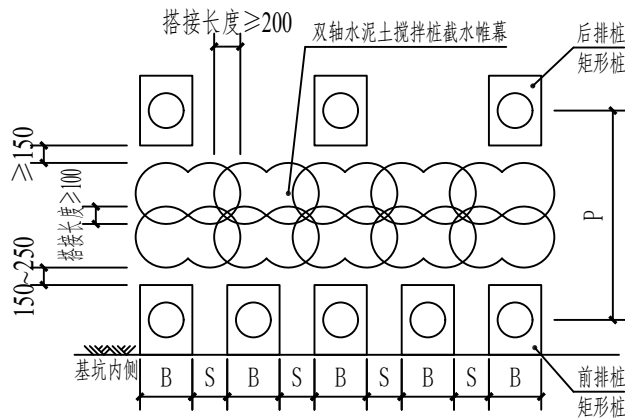 搭接长度≥200
双轴水泥土搅拌桩截水帷幕
后排桩
矩形桩
≥150
搭接长度≥100
150~250
P
基坑内侧
B
S
B
S
B
S
B
S
B
前排桩
矩形桩